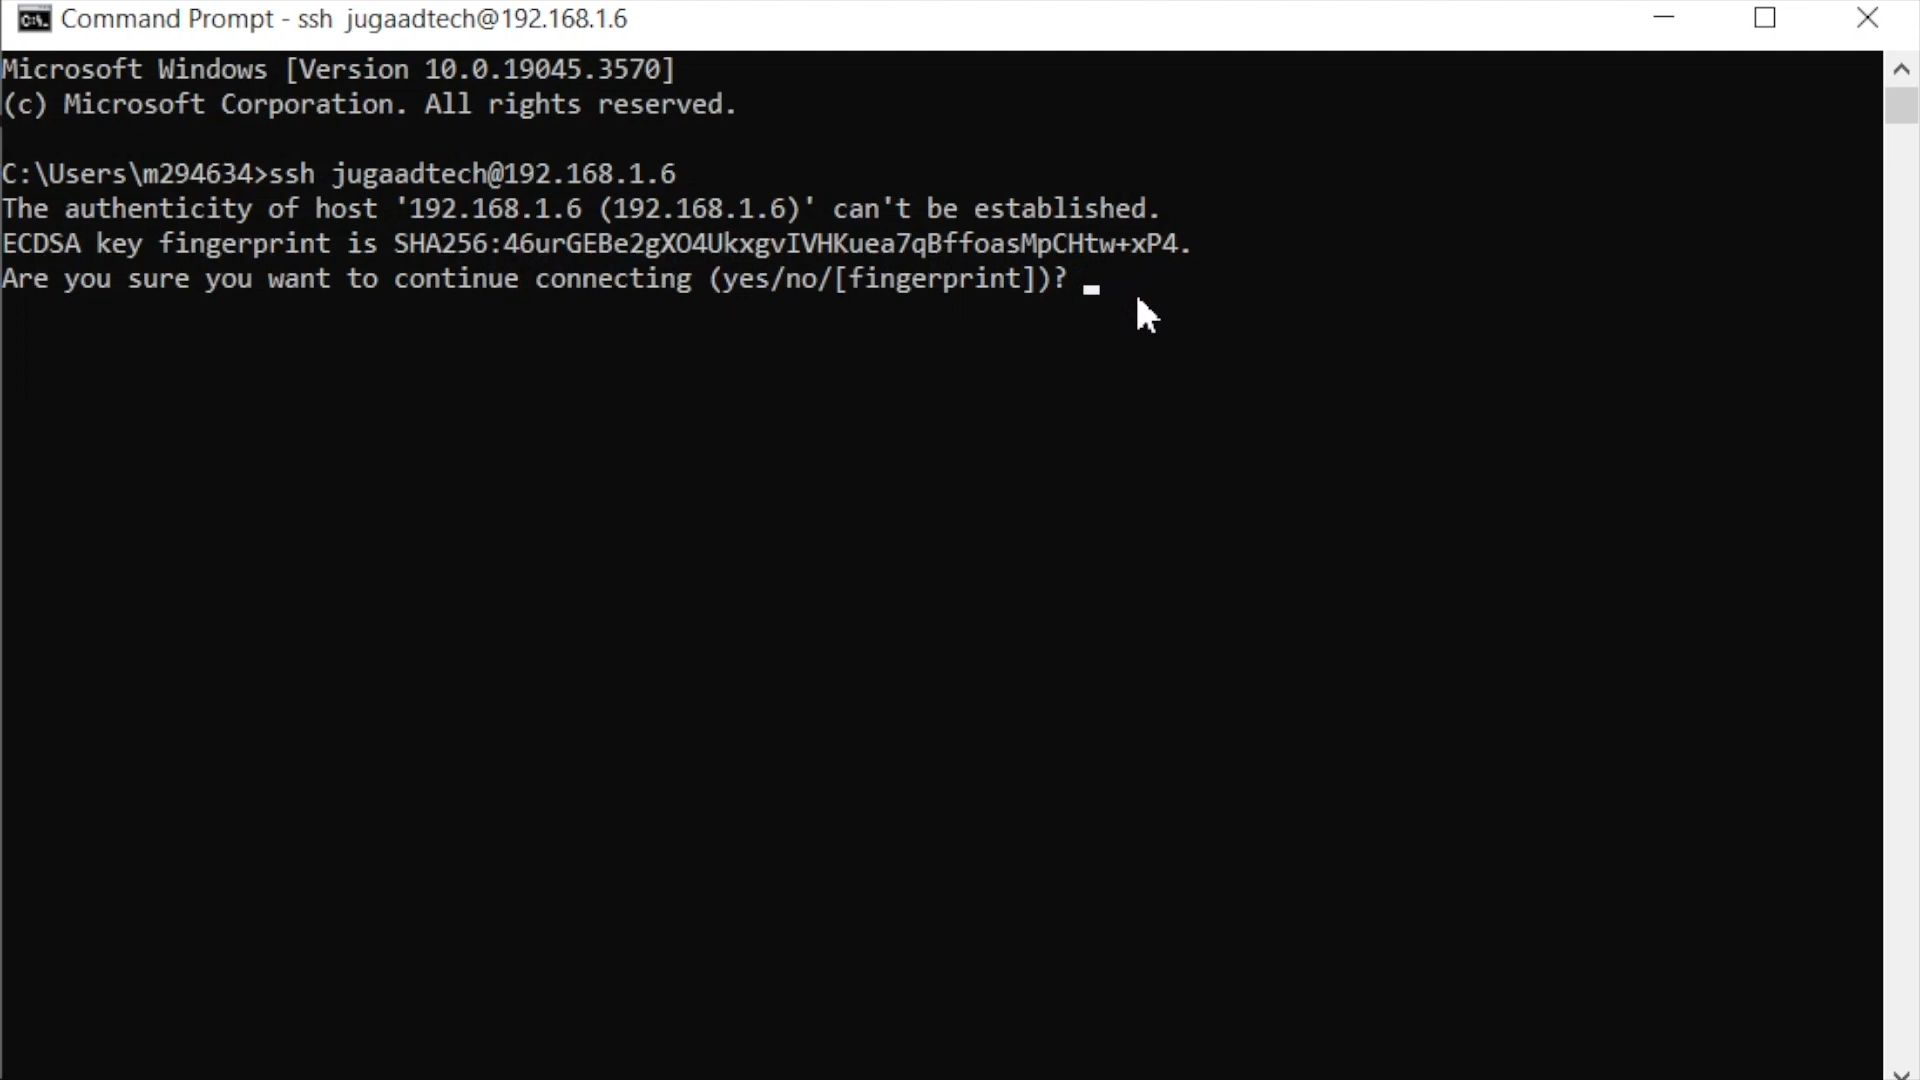 Command Prompt - ssh jugaadtech@192.168.1.6
Microsoft Windows [Version 10.0.19045.3570]
(c) Microsoft Corporation. All rights reserved.
C:\Users\m294634>ssh jugaadtech@192.168.1.6
The authenticity of host '192.168.1.6 (192.168.1.6)' can't be established.
ECDSA key fingerprint is SHA256:46urGEBe2gXO4UkxgvIVHKuea7qBffoasMpCHtw+xP4.
Are you sure you want to continue connecting (yes/no/[fingerprint])?